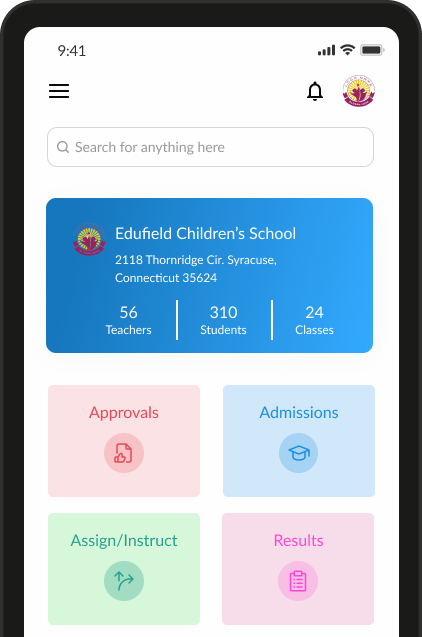 9:41
Search for anything here
Edufield Children's School
2118 Thornridge Cir. Syracuse,
Connecticut 35624
56 310 24
Teachers Students Classes
Approvals Admissions
Assign/Instruct Results